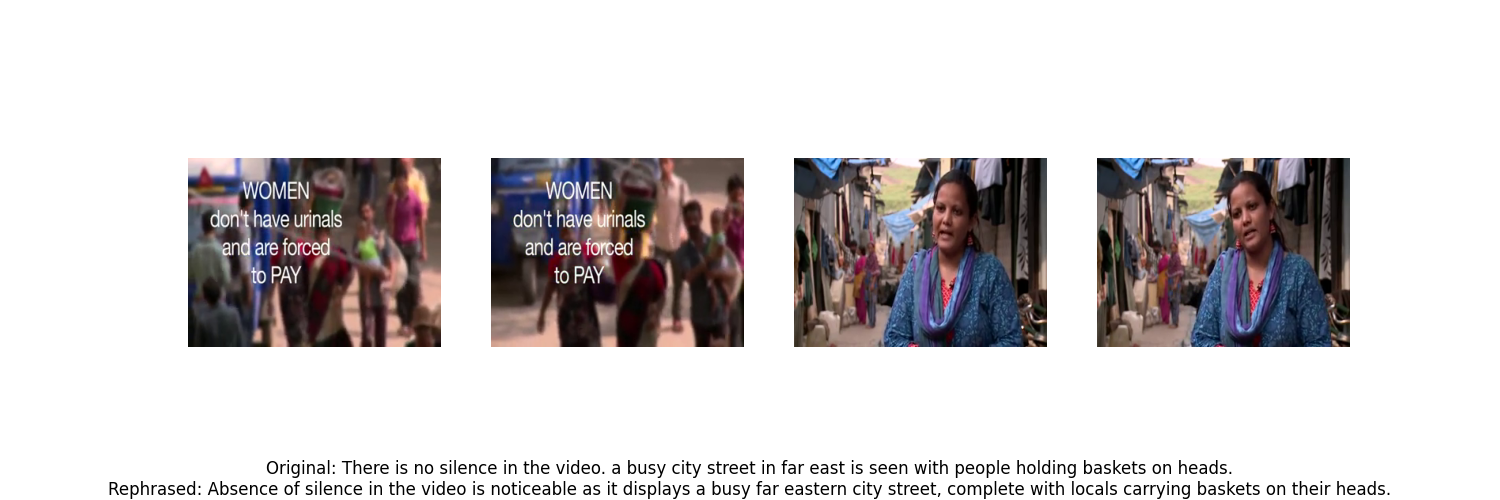 WOMEN
don't have urinals
and are forced
to PAY
WOMEN
don't have urinals
and are forced
to PAY
Original: There is no silence in the video. a busy city street in far east is seen with people holding baskets on heads.
Rephrased: Absence of silence in the video is noticeable as it displays a busy far eastern city street, complete with locals carrying baskets on their heads.